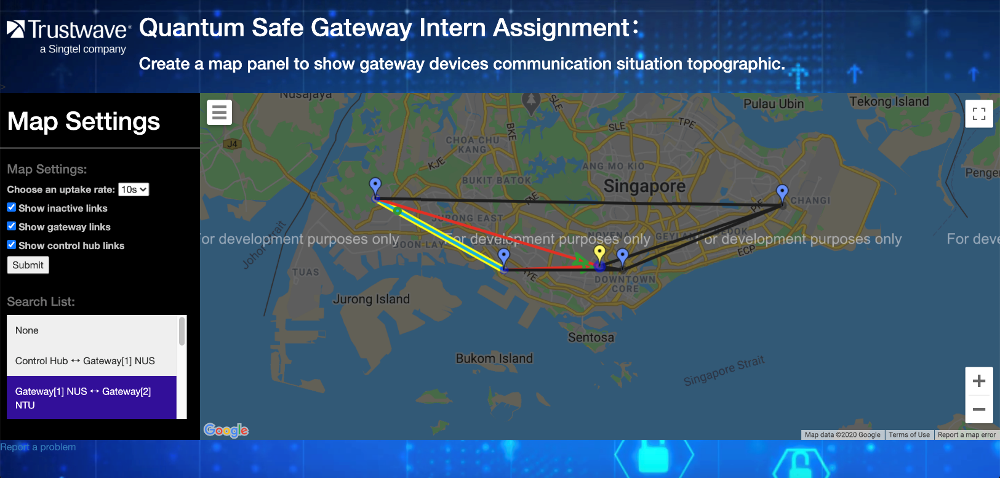 Trustwave®
a Singtel company
Quantum Safe Gateway Intern Assignment:
Create a map panel to show gateway devices communication situation topographic.
>
Map Settings
Map Settings:
Choose an uptake rate: 10s
Show inactive links
Show gateway links
Show control hub links
Submit
Search List:
None
Control Hub ↔ Gateway[1] NUS
Gateway[1] NUS ↔ Gateway[2]
NTU
Nusajaya
SLE
Pulau Ubin
Tekong Island
J4
BKE
SLE
TPE
CHOA CHU
KANG
KJE
ANG MO KIO
Penger
BUKIT BATOK
Singapore
PIE
PIE
CHANGI
JURONG EAST
For development purposes only
For development purposes only
For development purposes only
For deve
NOVENA
GEYLANG
BEDOK
BOON LAY
ECP
Johor Strait
TUAS
AYE
DOWNTOWN
CORE
Jurong Island
Sentosa
Bukom Island
Singapore Strait
Google
Map data ©2020 Google
Terms of Use
Report a map error
Report a problem